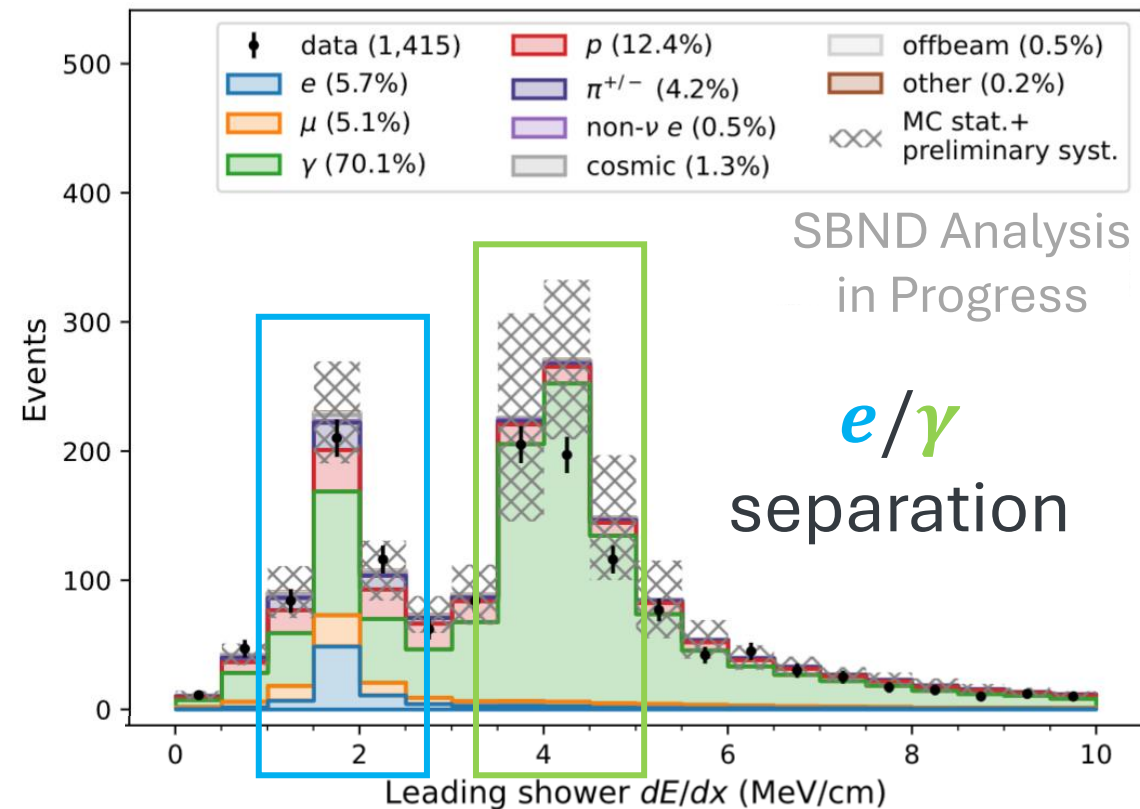 data (1,415)
e (5.7%)
μ (5.1%)
γ (70.1%)
p (12.4%)
π+/− (4.2%)
non-ν e (0.5%)
cosmic (1.3%)
offbeam (0.5%)
other (0.2%)
MC stat.+
preliminary syst.
SBND Analysis
in Progress
e/γ
separation
Events
500
400
300
200
100
0
0 2 4 6 8 10
Leading shower dE/dx (MeV/cm)